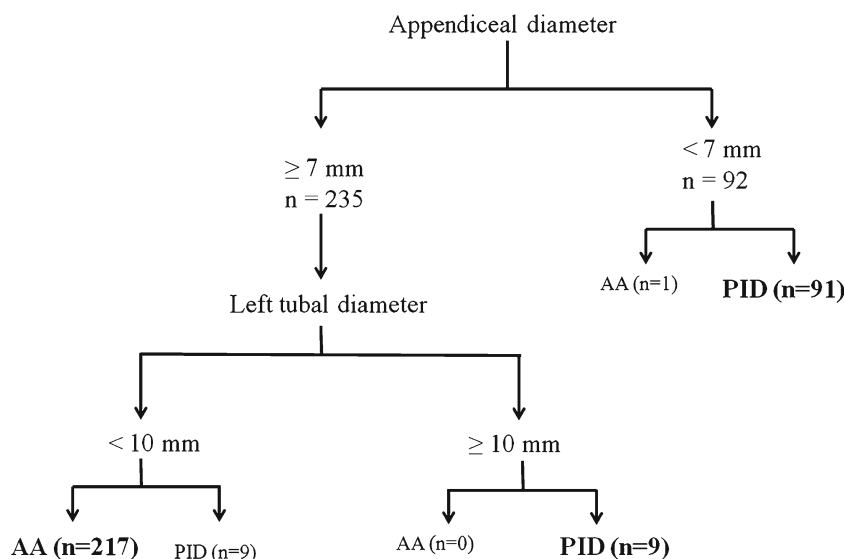 Appendiceal diameter
≥ 7 mm
n = 235
< 7 mm
n = 92
AA (n=1)
PID (n=91)
Left tubal diameter
< 10 mm
≥ 10 mm
AA (n=217)
PID (n=9)
AA (n=0)
PID (n=9)